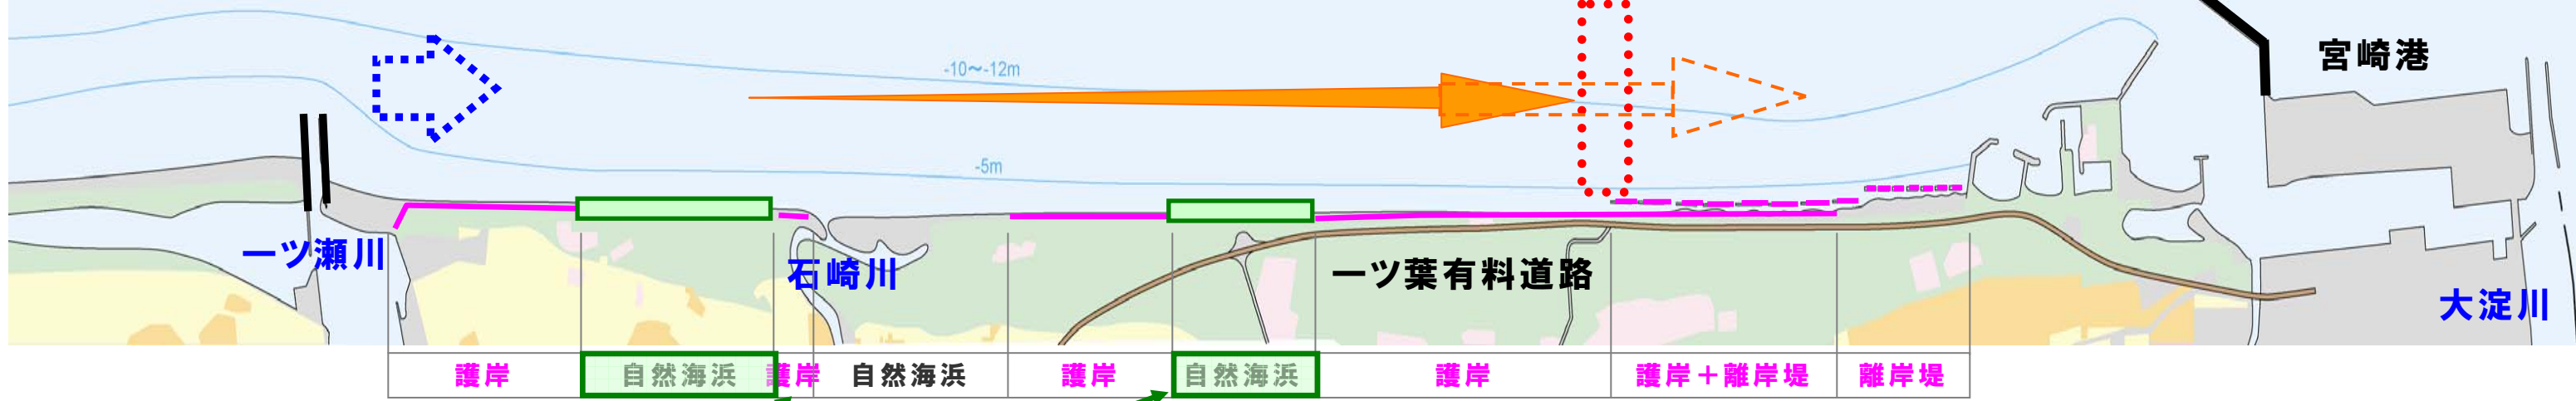 宮崎港
-10～-12m
-5m
一ツ瀬川
石崎川
一ツ葉有料道路
大淀川
護岸
自然海浜
護岸
自然海浜
護岸
自然海浜
護岸
護岸＋離岸堤
離岸堤